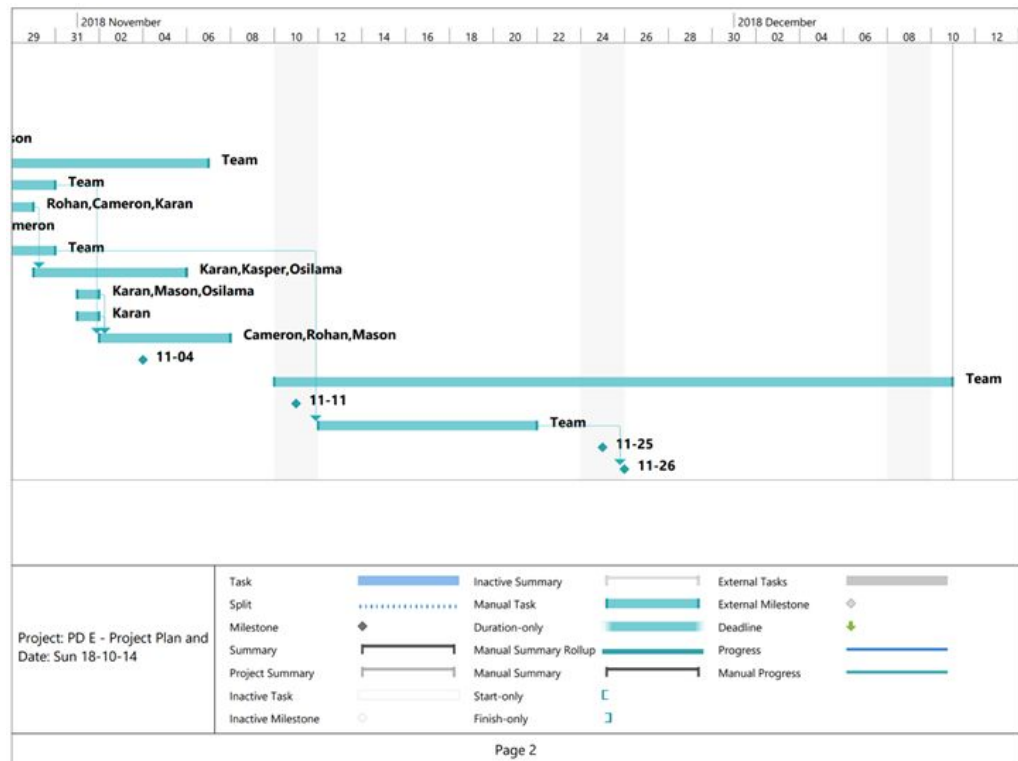 2018 November 2018 December
29 31 02 04 06 08 10 12 14 16 18 20 22 24 26 28 30 02 04 06 08 10 12
son
Team
Team
Rohan,Cameron,Karan
meron
Team
Karan,Kasper,Osilama
Karan,Mason,Osilama
Karan
Cameron,Rohan,Mason
11-04
Team
11-11
Team
11-25
11-26
Project: PD E - Project Plan and
Date: Sun 18-10-14
Task
Split
Milestone
Summary
Project Summary
Inactive Task
Inactive Milestone
Inactive Summary
Manual Task
Duration-only
Manual Summary Rollup
Manual Summary
Start-only
Finish-only
External Tasks
External Milestone
Deadline
Progress
Manual Progress
Page 2